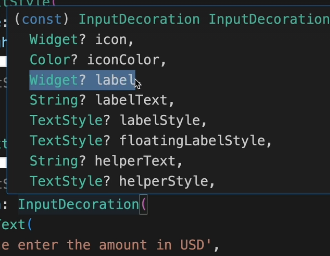 Style(
(const) InputDecoration InputDecoration
Widget? icon,
Color? iconColor,
Widget? label
String? labelText,
TextStyle? labelStyle,
TextStyle? floatingLabelStyle,
String? helperText,
TextStyle? helperStyle,
: InputDecoration(
Text(
e enter the amount in USD',